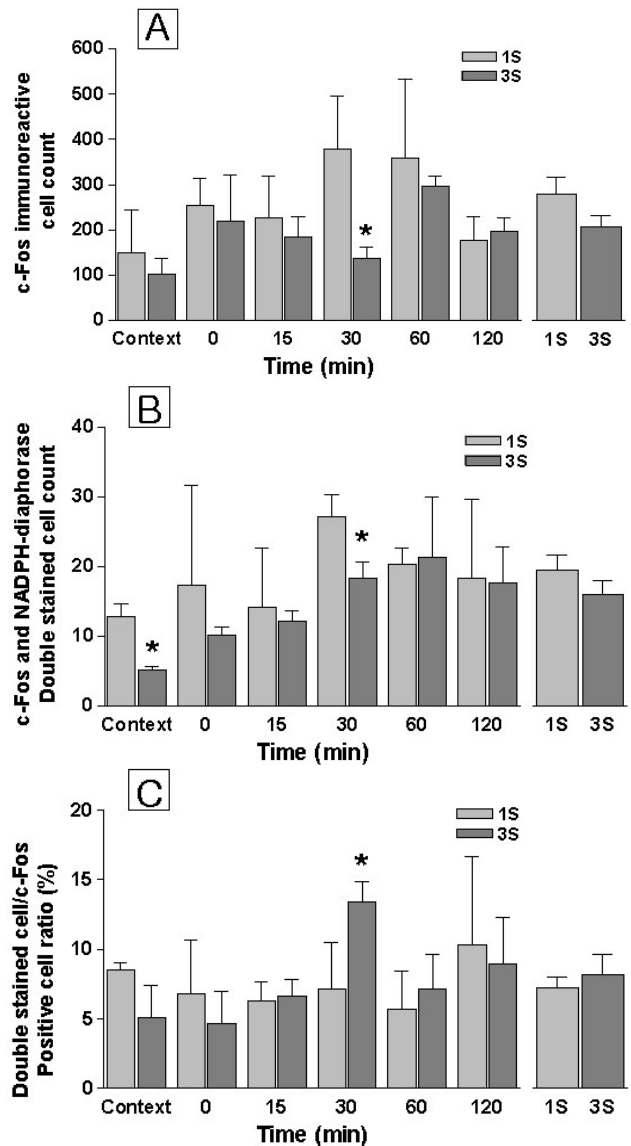 A
1S
3S
c-Fos immunoreactive
cell count
600
500
400
300
200
100
0
*
Context 0 15 30 60 120 1S 3S
Time (min)
B
1S
3S
c-Fos and NADPH-diaphorase
Double stained cell count
40
30
20
10
0
*
*
Context 0 15 30 60 120 1S 3S
Time (min)
C
1S
3S
Double stained cell/c-Fos
Positive cell ratio (%)
20
15
10
5
0
*
Context 0 15 30 60 120 1S 3S
Time (min)